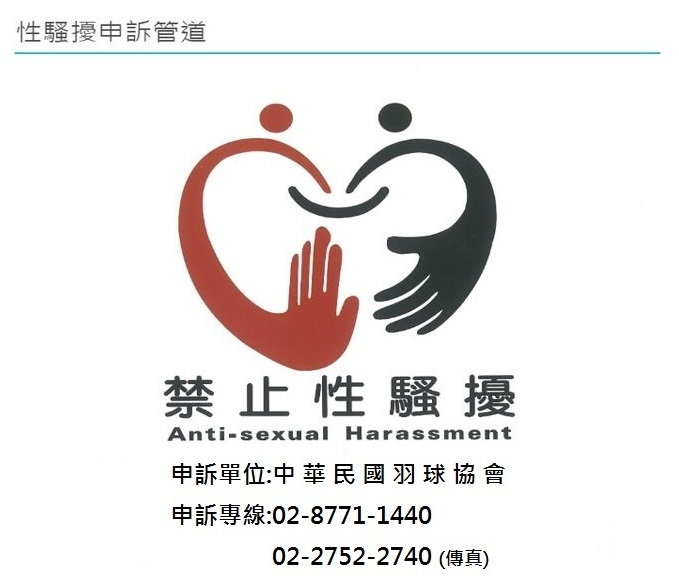 性騷擾申訴管道
禁止性騷擾
Anti-sexual Harassment
申訴單位:中華民國羽球協會
申訴專線:02-8771-1440
02-2752-2740 (傳真)